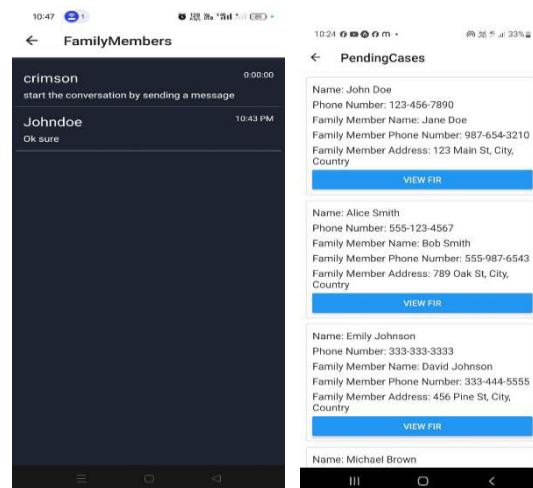 10:47
1
FamilyMembers
crimson
0:00:00
start the conversation by sending a message
Johndoe
10:43 PM
Ok sure
10:24
33%
PendingCases
Name: John Doe
Phone Number: 123-456-7890
Family Member Name: Jane Doe
Family Member Phone Number: 987-654-3210
Family Member Address: 123 Main St, City,
Country
VIEW FIR
Name: Alice Smith
Phone Number: 555-123-4567
Family Member Name: Bob Smith
Family Member Phone Number: 555-987-6543
Family Member Address: 789 Oak St, City,
Country
VIEW FIR
Name: Emily Johnson
Phone Number: 333-333-3333
Family Member Name: David Johnson
Family Member Phone Number: 333-444-5555
Family Member Address: 456 Pine St, City,
Country
VIEW FIR
Name: Michael Brown